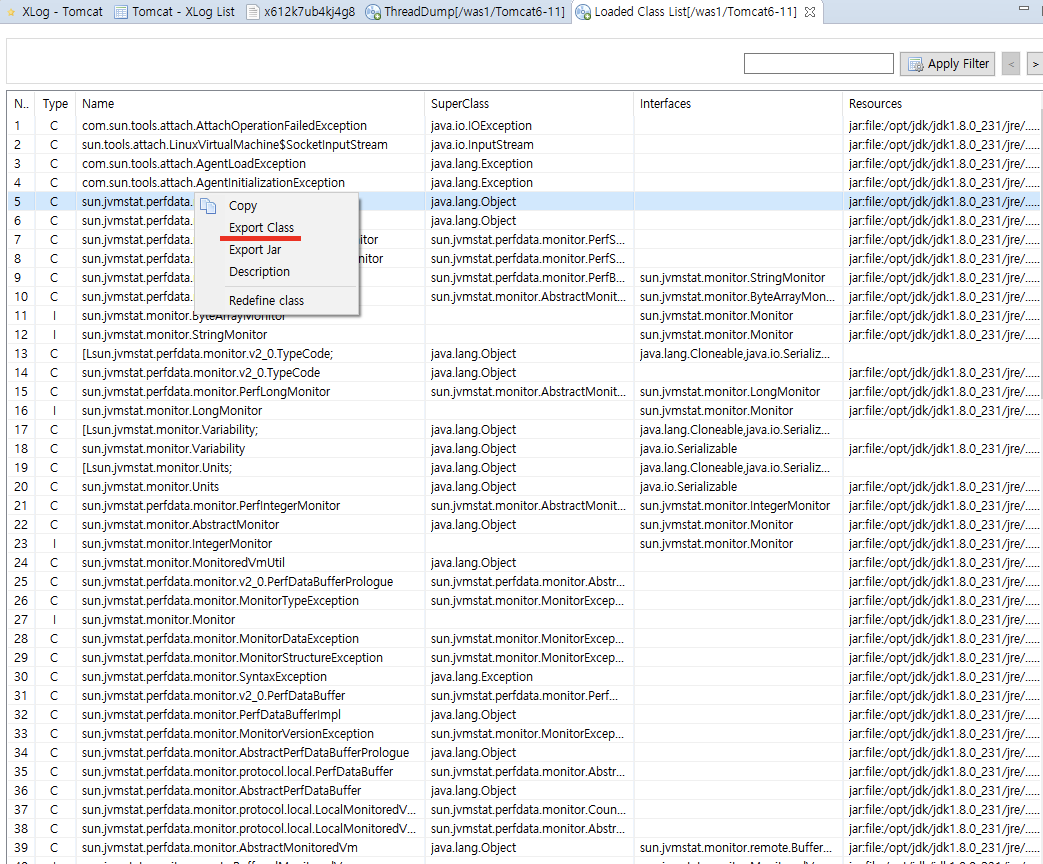 XLog - Tomcat Tomcat - XLog List x612k7ub4kj4g8 ThreadDump[/was1/Tomcat6-11] Loaded Class List[/was1/Tomcat6-11]
Apply Filter < >
N.. Type Name SuperClass Interfaces Resources
1 C com.sun.tools.attach.AttachOperationFailedException java.io.IOException jar:file:/opt/jdk/jdk1.8.0_231/jre/.....
2 C sun.tools.attach.LinuxVirtualMachine$SocketInputStream java.io.InputStream jar:file:/opt/jdk/jdk1.8.0_231/jre/.....
3 C com.sun.tools.attach.AgentLoadException java.lang.Exception jar:file:/opt/jdk/jdk1.8.0_231/jre/.....
4 C com.sun.tools.attach.AgentInitializationException java.lang.Exception jar:file:/opt/jdk/jdk1.8.0_231/jre/.....
5 C sun.jvmstat.perfdata. java.lang.Object jar:file:/opt/jdk/jdk1.8.0_231/jre/.....
6 C sun.jvmstat.perfdata. java.lang.Object jar:file:/opt/jdk/jdk1.8.0_231/jre/.....
7 C sun.jvmstat.perfdata. itor sun.jvmstat.perfdata.monitor.PerfS... jar:file:/opt/jdk/jdk1.8.0_231/jre/.....
8 C sun.jvmstat.perfdata. nitor sun.jvmstat.perfdata.monitor.PerfS... jar:file:/opt/jdk/jdk1.8.0_231/jre/.....
9 C sun.jvmstat.perfdata. sun.jvmstat.perfdata.monitor.PerfB... sun.jvmstat.monitor.StringMonitor jar:file:/opt/jdk/jdk1.8.0_231/jre/.....
10 C sun.jvmstat.perfdata. sun.jvmstat.monitor.AbstractMonit... sun.jvmstat.monitor.ByteArrayMon... jar:file:/opt/jdk/jdk1.8.0_231/jre/.....
Copy
Export Class
Export Jar
Description
Redefine class
11 I sun.jvmstat.monitor.ByteArrayMonitor sun.jvmstat.monitor.Monitor jar:file:/opt/jdk/jdk1.8.0_231/jre/.....
12 I sun.jvmstat.monitor.StringMonitor sun.jvmstat.monitor.Monitor jar:file:/opt/jdk/jdk1.8.0_231/jre/.....
13 C [Lsun.jvmstat.perfdata.monitor.v2_0.TypeCode; java.lang.Object java.lang.Cloneable,java.io.Serializ...
14 C sun.jvmstat.perfdata.monitor.v2_0.TypeCode java.lang.Object jar:file:/opt/jdk/jdk1.8.0_231/jre/.....
15 C sun.jvmstat.perfdata.monitor.PerfLongMonitor sun.jvmstat.monitor.AbstractMonit... sun.jvmstat.monitor.LongMonitor jar:file:/opt/jdk/jdk1.8.0_231/jre/.....
16 I sun.jvmstat.monitor.LongMonitor sun.jvmstat.monitor.Monitor jar:file:/opt/jdk/jdk1.8.0_231/jre/.....
17 C [Lsun.jvmstat.monitor.Variability; java.lang.Object java.lang.Cloneable,java.io.Serializ...
18 C sun.jvmstat.monitor.Variability java.lang.Object java.io.Serializable jar:file:/opt/jdk/jdk1.8.0_231/jre/.....
19 C [Lsun.jvmstat.monitor.Units; java.lang.Object java.lang.Cloneable,java.io.Serializ...
20 C sun.jvmstat.monitor.Units java.lang.Object java.io.Serializable jar:file:/opt/jdk/jdk1.8.0_231/jre/.....
21 C sun.jvmstat.perfdata.monitor.PerfIntegerMonitor sun.jvmstat.monitor.AbstractMonit... sun.jvmstat.monitor.IntegerMonitor jar:file:/opt/jdk/jdk1.8.0_231/jre/.....
22 C sun.jvmstat.monitor.AbstractMonitor java.lang.Object sun.jvmstat.monitor.Monitor jar:file:/opt/jdk/jdk1.8.0_231/jre/.....
23 I sun.jvmstat.monitor.IntegerMonitor sun.jvmstat.monitor.Monitor jar:file:/opt/jdk/jdk1.8.0_231/jre/.....
24 C sun.jvmstat.monitor.MonitoredVmUtil java.lang.Object jar:file:/opt/jdk/jdk1.8.0_231/jre/.....
25 C sun.jvmstat.perfdata.monitor.v2_0.PerfDataBufferPrologue sun.jvmstat.perfdata.monitor.Abstr... jar:file:/opt/jdk/jdk1.8.0_231/jre/.....
26 C sun.jvmstat.perfdata.monitor.MonitorTypeException sun.jvmstat.monitor.MonitorExcep... jar:file:/opt/jdk/jdk1.8.0_231/jre/.....
27 I sun.jvmstat.monitor.Monitor jar:file:/opt/jdk/jdk1.8.0_231/jre/.....
28 C sun.jvmstat.perfdata.monitor.MonitorDataException sun.jvmstat.monitor.MonitorExcep... jar:file:/opt/jdk/jdk1.8.0_231/jre/.....
29 C sun.jvmstat.perfdata.monitor.MonitorStructureException sun.jvmstat.monitor.MonitorExcep... jar:file:/opt/jdk/jdk1.8.0_231/jre/.....
30 C sun.jvmstat.perfdata.monitor.SyntaxException java.lang.Exception jar:file:/opt/jdk/jdk1.8.0_231/jre/.....
31 C sun.jvmstat.perfdata.monitor.v2_0.PerfDataBuffer sun.jvmstat.perfdata.monitor.Perf... jar:file:/opt/jdk/jdk1.8.0_231/jre/.....
32 C sun.jvmstat.perfdata.monitor.PerfDataBufferImpl java.lang.Object jar:file:/opt/jdk/jdk1.8.0_231/jre/.....
33 C sun.jvmstat.perfdata.monitor.MonitorVersionException sun.jvmstat.monitor.MonitorExcep... jar:file:/opt/jdk/jdk1.8.0_231/jre/.....
34 C sun.jvmstat.perfdata.monitor.AbstractPerfDataBufferPrologue java.lang.Object jar:file:/opt/jdk/jdk1.8.0_231/jre/.....
35 C sun.jvmstat.perfdata.monitor.protocol.local.PerfDataBuffer sun.jvmstat.perfdata.monitor.Abstr... jar:file:/opt/jdk/jdk1.8.0_231/jre/.....
36 C sun.jvmstat.perfdata.monitor.AbstractPerfDataBuffer java.lang.Object jar:file:/opt/jdk/jdk1.8.0_231/jre/.....
37 C sun.jvmstat.perfdata.monitor.protocol.local.LocalMonitoredV... sun.jvmstat.perfdata.monitor.Coun... jar:file:/opt/jdk/jdk1.8.0_231/jre/.....
38 C sun.jvmstat.perfdata.monitor.protocol.local.LocalMonitoredV... sun.jvmstat.perfdata.monitor.Abstr... jar:file:/opt/jdk/jdk1.8.0_231/jre/.....
39 C sun.jvmstat.perfdata.monitor.AbstractMonitoredVm java.lang.Object sun.jvmstat.monitor.remote.Buffer... jar:file:/opt/jdk/jdk1.8.0_231/jre/.....